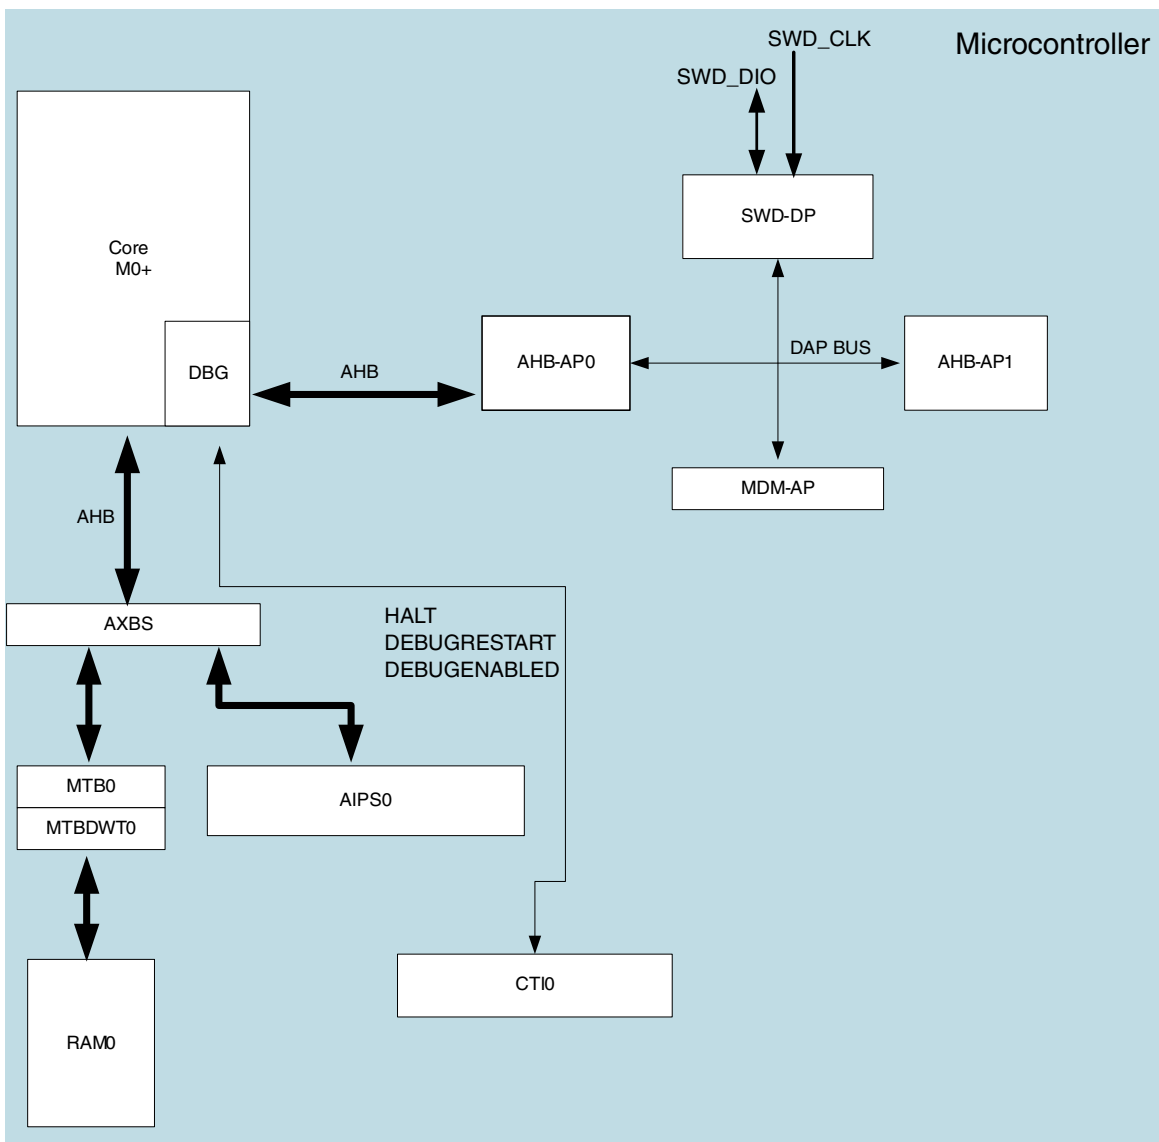 SWD_CLK
Microcontroller
SWD_DIO
SWD-DP
Core
M0+
DBG
AHB
AHB-AP0
DAP BUS
AHB-AP1
MDM-AP
AHB
AXBS
HALT
DEBUGRESTART
DEBUGENABLED
MTB0
MTBDWT0
AIPS0
CTI0
RAM0